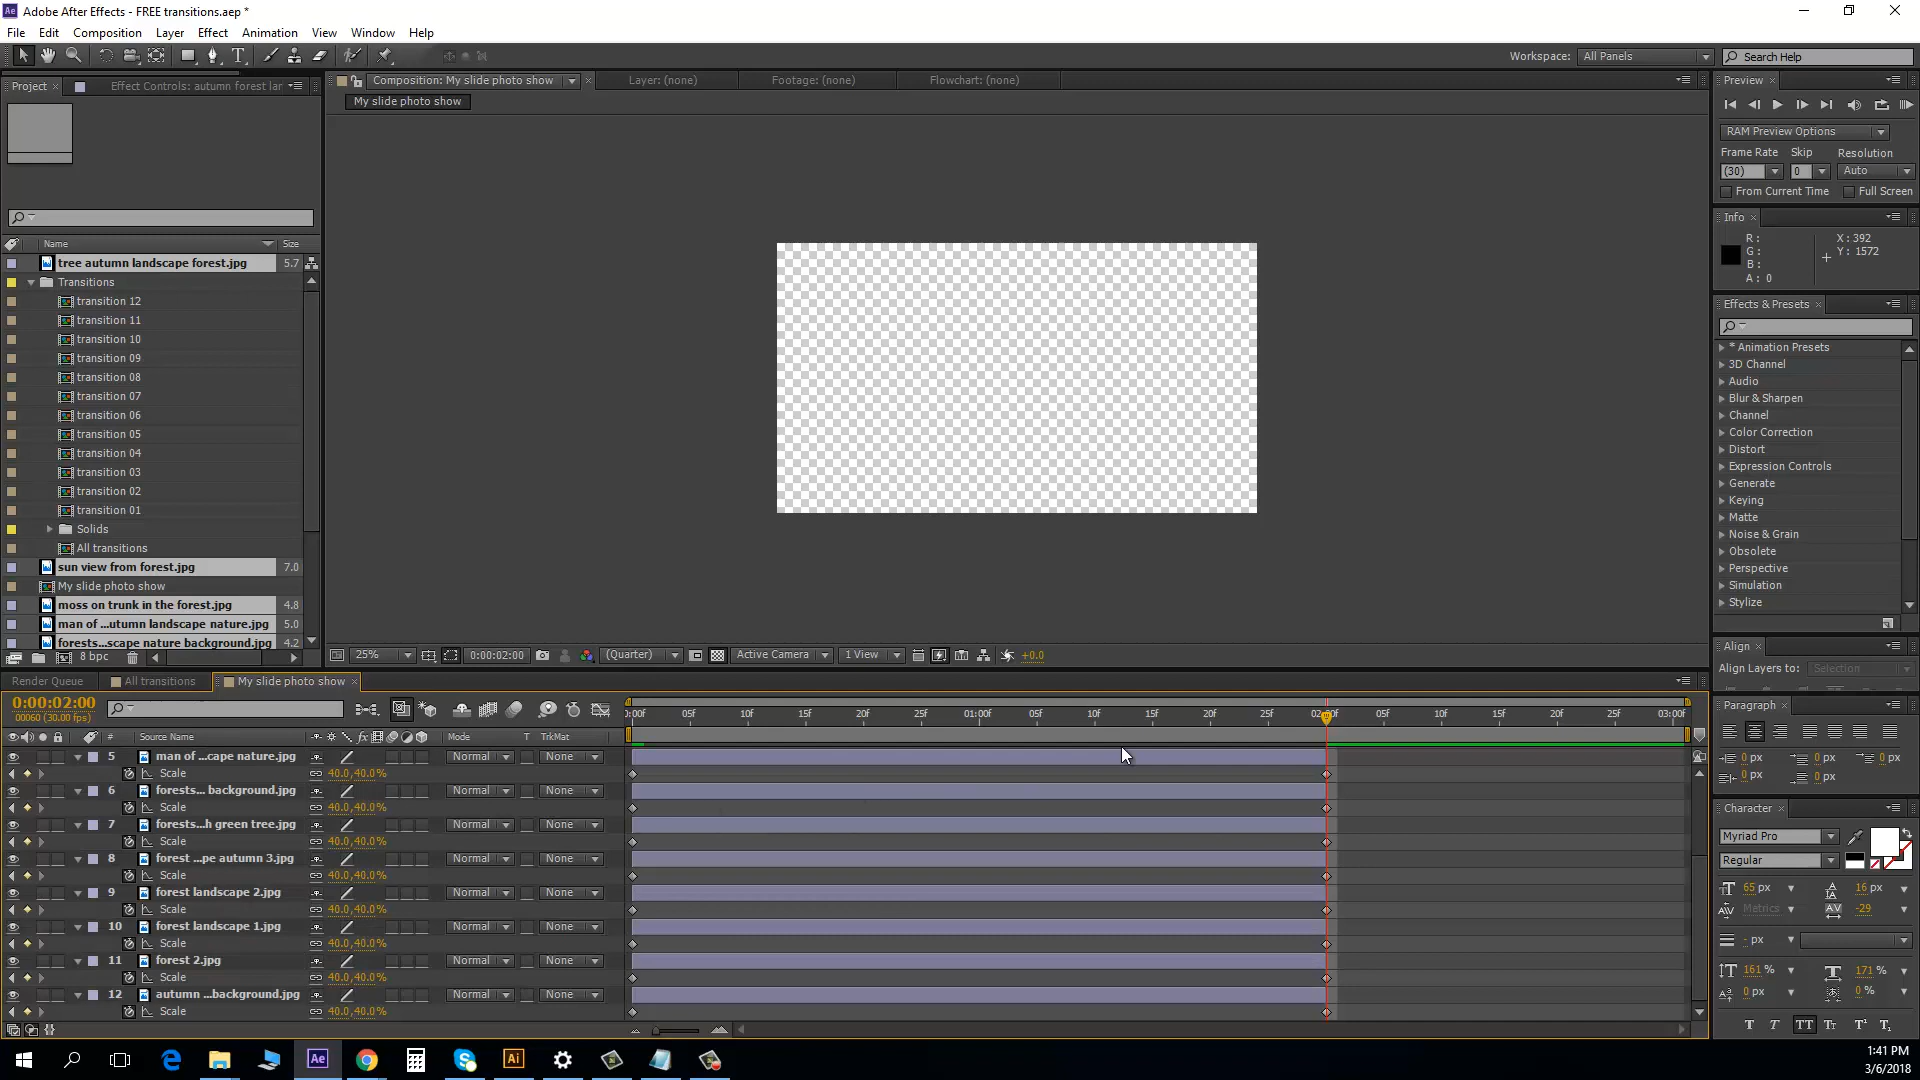 Adobe After Effects - FREE transitions.aep *
File Edit Composition Layer Effect Animation View Window Help
Workspace: All Panels Search Help
Project × Effect Controls: autumn forest lar
Composition: My slide photo show × Layer: (none) Footage: (none) Flowchart: (none)
My slide photo show
Name Size
tree autumn landscape forest.jpg 5.7
Transitions
transition 12
transition 11
transition 10
transition 09
transition 08
transition 07
transition 06
transition 05
transition 04
transition 03
transition 02
transition 01
Solids
All transitions
sun view from forest.jpg 7.0
My slide photo show
moss on trunk in the forest.jpg 4.8
man of ...utumn landscape nature.jpg 5.0
forests...scape nature background.jpg 4.2
8 bpc
25% 0:00:02:00 (Quarter) Active Camera 1 View +0.0
Preview ×
RAM Preview Options
Frame Rate Skip Resolution
(30) 0 Auto
From Current Time Full Screen
Info ×
R : X : 392
G : Y : 1572
B :
A : 0
Effects & Presets ×
* Animation Presets
3D Channel
Audio
Blur & Sharpen
Channel
Color Correction
Distort
Expression Controls
Generate
Keying
Matte
Noise & Grain
Obsolete
Perspective
Simulation
Stylize
Align ×
Align Layers to: Selection
Paragraph ×
0 px 0 px 0 px
0 px 0 px
Character ×
Myriad Pro
Regular
65 px 16 px
Metrics -29
- px
161 % 171 %
0 px 0 %
T T TT Tt T¹ T₁
Render Queue All transitions My slide photo show ×
0:00:02:00
00060 (30.00 fps)
# Source Name Mode T TrkMat
):00f 05f 10f 15f 20f 25f 01:00f 05f 10f 15f 20f 25f 02:00f 05f 10f 15f 20f 25f 03:00f
5 man of ...cape nature.jpg Normal None
Scale 40.0,40.0%
6 forests... background.jpg Normal None
Scale 40.0,40.0%
7 forests...h green tree.jpg Normal None
Scale 40.0,40.0%
8 forest ...pe autumn 3.jpg Normal None
Scale 40.0,40.0%
9 forest landscape 2.jpg Normal None
Scale 40.0,40.0%
10 forest landscape 1.jpg Normal None
Scale 40.0,40.0%
11 forest 2.jpg Normal None
Scale 40.0,40.0%
12 autumn ...background.jpg Normal None
Scale 40.0,40.0%
1:41 PM
3/6/2018